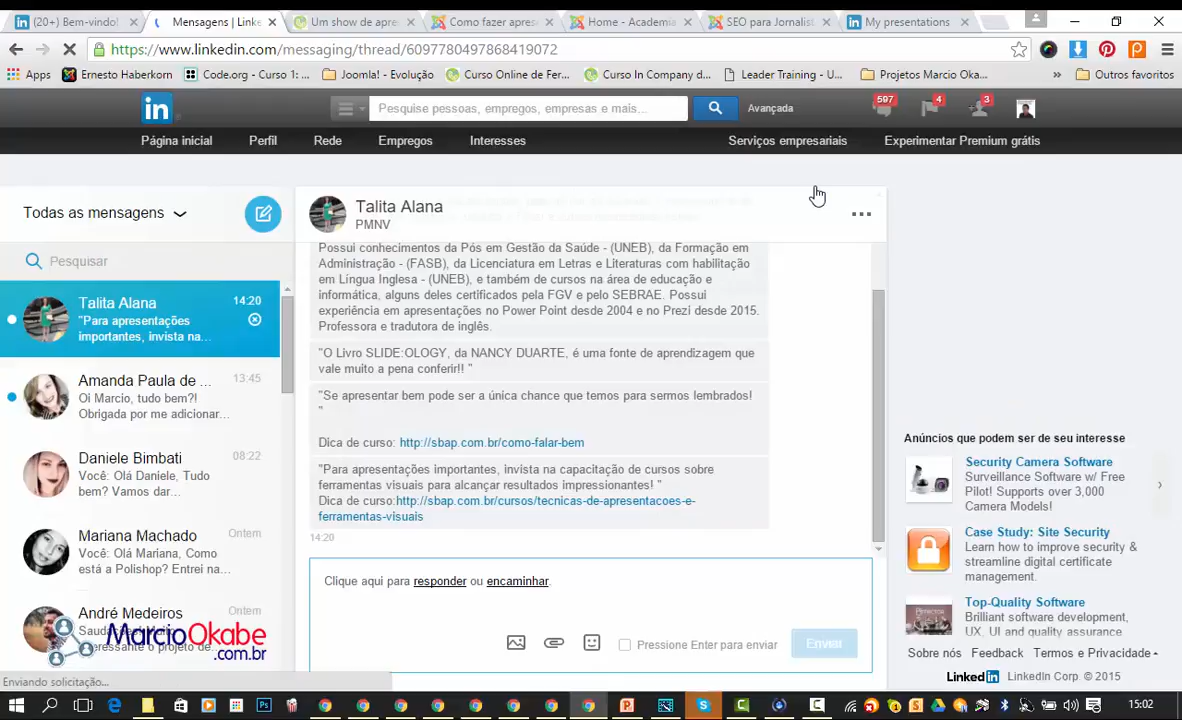 (20+) Bem-vindo!
Mensagens | Linke
Um show de apre
Como fazer apres
Home - Academia
SEO para Jornalist
My presentations
https://www.linkedin.com/messaging/thread/6097780497868419072
Apps
Ernesto Haberkorn
Code.org - Curso 1: ...
Joomla! - Evolução
Curso Online de Fer...
Curso In Company d...
Leader Training - U...
Projetos Marcio Oka...
»
Outros favoritos
in
Pesquise pessoas, empregos, empresas e mais...
Avançada
597
4
3
Página inicial
Perfil
Rede
Empregos
Interesses
Serviços empresariais
Experimentar Premium grátis
Todas as mensagens
Pesquisar
Talita Alana
14:20
"Para apresentações
importantes, invista na...
Amanda Paula de ...
13:45
Oi Marcio, tudo bem?!
Obrigada por me adicionar...
Daniele Bimbati
08:22
Você: Olá Daniele, Tudo
bem? Vamos dar...
Mariana Machado
Ontem
Você: Olá Mariana, Como
está a Polishop? Entrei na...
André Medeiros
Ontem
MarcioOkabe
.com.br
Enviando solicitação...
Talita Alana
PMNV
Possui conhecimentos da Pós em Gestão da Saúde - (UNEB), da Formação em
Administração - (FASB), da Licenciatura em Letras e Literaturas com habilitação
em Língua Inglesa - (UNEB), e também de cursos na área de educação e
informática, alguns deles certificados pela FGV e pelo SEBRAE. Possui
experiência em apresentações no Power Point desde 2004 e no Prezi desde 2015.
Professora e tradutora de inglês.
"O Livro SLIDE:OLOGY, da NANCY DUARTE, é uma fonte de aprendizagem que
vale muito a pena conferir!! "
"Se apresentar bem pode ser a única chance que temos para sermos lembrados!
"
Dica de curso: http://sbap.com.br/como-falar-bem
"Para apresentações importantes, invista na capacitação de cursos sobre
ferramentas visuais para alcançar resultados impressionantes! "
Dica de curso:http://sbap.com.br/cursos/tecnicas-de-apresentacoes-e-
ferramentas-visuais
14:20
Clique aqui para responder ou encaminhar.
Pressione Enter para enviar
Enviar
Anúncios que podem ser de seu interesse
Security Camera Software
Surveillance Software w/ Free
Pilot! Supports over 3,000
Camera Models!
Case Study: Site Security
Learn how to improve security &
streamline digital certificate
management.
Top-Quality Software
Brilliant software developers,
UX, UI and quality assurance
Sobre nós
Feedback
Termos e Privacidade
Linked in LinkedIn Corp. © 2015
15:02